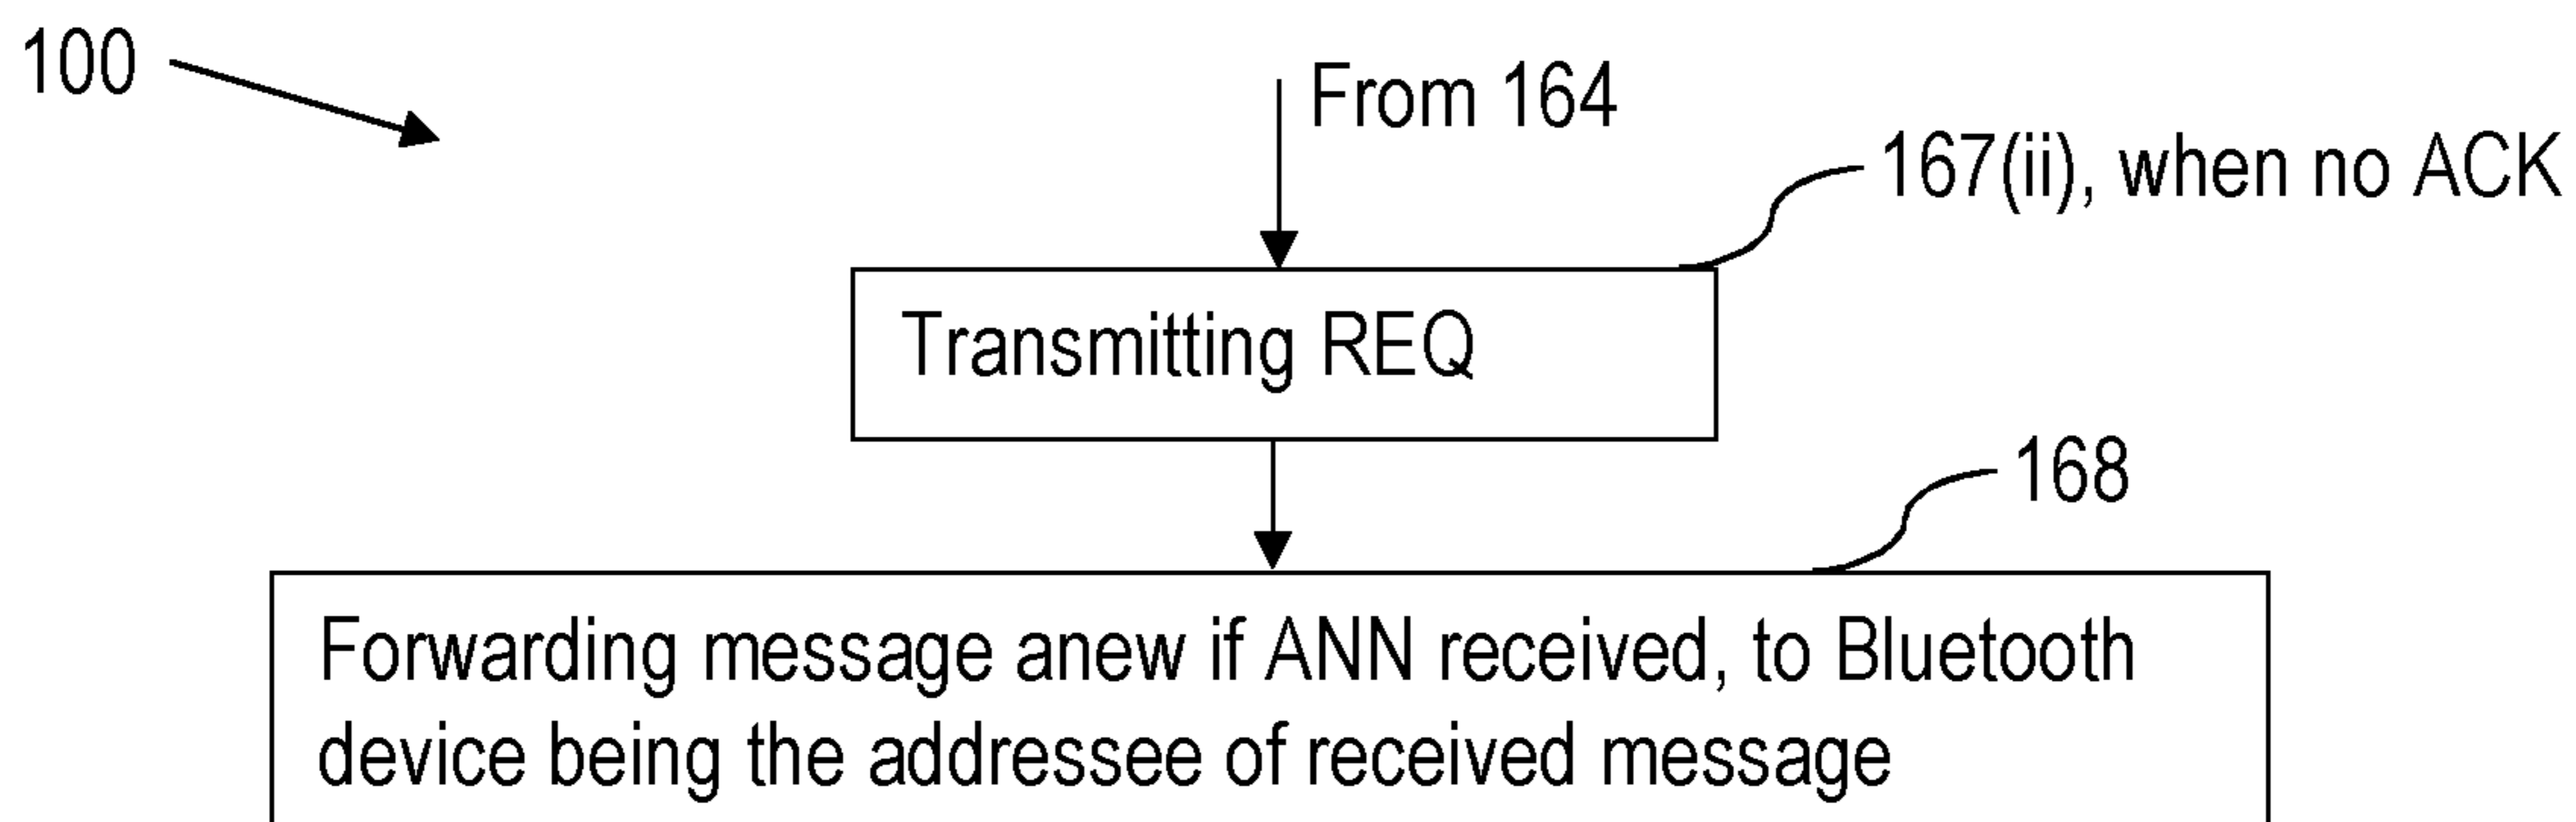 100
From 164
167(ii), when no ACK
Transmitting REQ
168
Forwarding message anew if ANN received, to Bluetooth
device being the addressee of received message